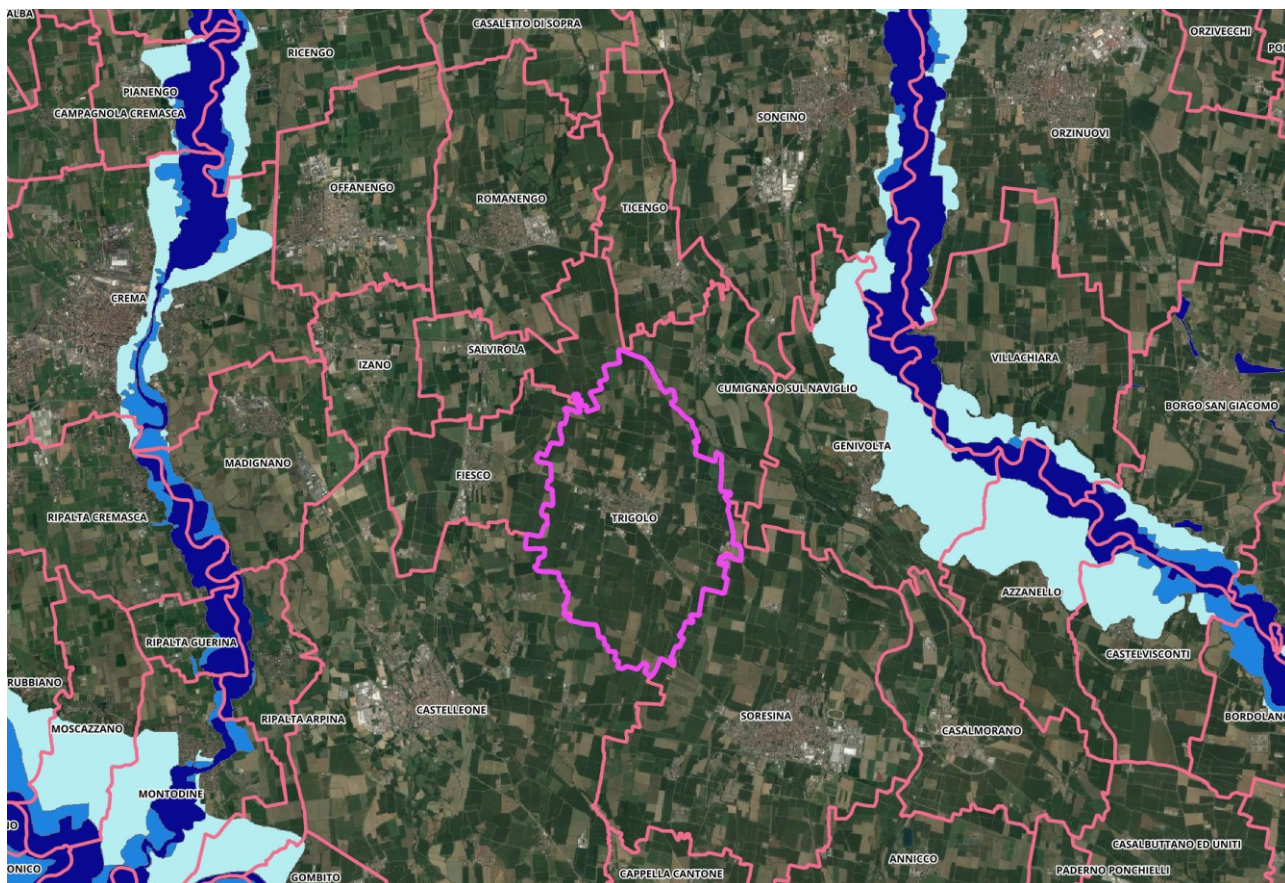 ALBA
CASALETTO DI SOPRA
ORZIVECCHI
RICENGO
PIANENGO
CAMPAGNOLA CREMASCA
SONCINO
ORZINUOVI
OFFANENGO
ROMANENGO
TICENGO
CREMA
SALVIROLA
IZANO
VILLACHIARA
CUMIGNANO SUL NAVIGLIO
BORGO SAN GIACOMO
GENIVOLTA
MADIGNANO
FIESCO
RIPALTA CREMASCA
TRIGOLO
AZZANELLO
RIPALTA GUERINA
CASTELVISCONTI
RUBBIANO
CASTELLEONE
MOSCAZZANO
RIPALTA ARPINA
SORESINA
BORDOLANO
CASALMORANO
MONTODINE
NO
CASALBUTTANO ED UNITI
ANNICCO
ONICO
GOMBITO
CAPPELLA CANTONE
PADERNO PONCHIELLI